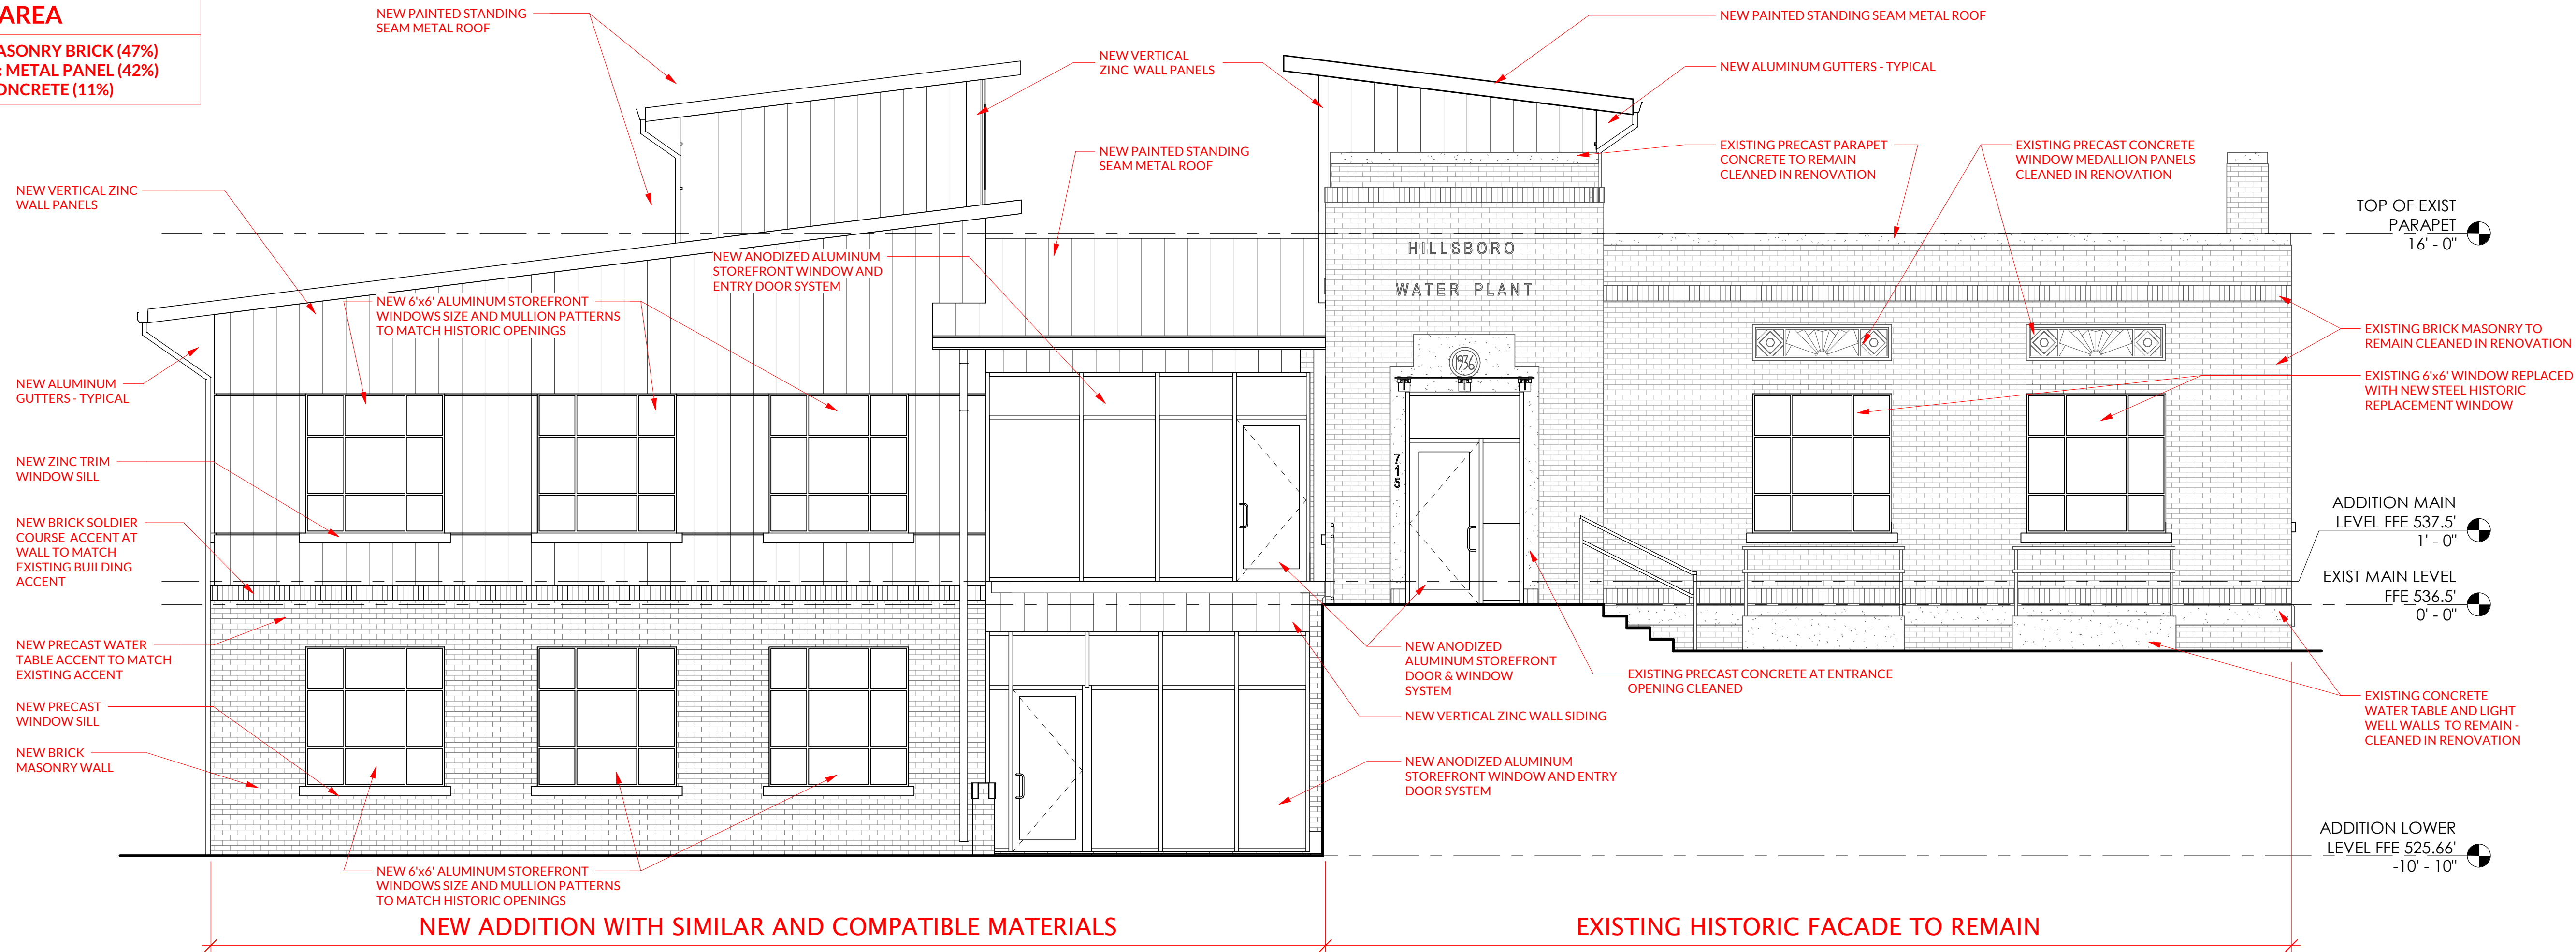 AREA
ASONRY BRICK (47%)
: METAL PANEL (42%)
ONCRETE (11%)
NEW PAINTED STANDING
SEAM METAL ROOF
NEW VERTICAL
ZINC WALL PANELS
NEW PAINTED STANDING SEAM METAL ROOF
NEW ALUMINUM GUTTERS - TYPICAL
NEW PAINTED STANDING
SEAM METAL ROOF
EXISTING PRECAST PARAPET
CONCRETE TO REMAIN
CLEANED IN RENOVATION
EXISTING PRECAST CONCRETE
WINDOW MEDALLION PANELS
CLEANED IN RENOVATION
NEW VERTICAL ZINC
WALL PANELS
TOP OF EXIST
PARAPET
16' - 0"
NEW ANODIZED ALUMINUM
STOREFRONT WINDOW AND
ENTRY DOOR SYSTEM
HILLSBORO
WATER PLANT
NEW 6'x6' ALUMINUM STOREFRONT
WINDOWS SIZE AND MULLION PATTERNS
TO MATCH HISTORIC OPENINGS
EXISTING BRICK MASONRY TO
REMAIN CLEANED IN RENOVATION
1936
NEW ALUMINUM
GUTTERS - TYPICAL
EXISTING 6'x6' WINDOW REPLACED
WITH NEW STEEL HISTORIC
REPLACEMENT WINDOW
NEW ZINC TRIM
WINDOW SILL
7
1
5
NEW BRICK SOLDIER
COURSE ACCENT AT
WALL TO MATCH
EXISTING BUILDING
ACCENT
ADDITION MAIN
LEVEL FFE 537.5'
1' - 0"
EXIST MAIN LEVEL
FFE 536.5'
0' - 0"
NEW PRECAST WATER
TABLE ACCENT TO MATCH
EXISTING ACCENT
NEW ANODIZED
ALUMINUM STOREFRONT
DOOR & WINDOW
SYSTEM
EXISTING PRECAST CONCRETE AT ENTRANCE
OPENING CLEANED
NEW PRECAST
WINDOW SILL
NEW VERTICAL ZINC WALL SIDING
EXISTING CONCRETE
WATER TABLE AND LIGHT
WELL WALLS TO REMAIN -
CLEANED IN RENOVATION
NEW BRICK
MASONRY WALL
NEW ANODIZED ALUMINUM
STOREFRONT WINDOW AND ENTRY
DOOR SYSTEM
ADDITION LOWER
LEVEL FFE 525.66'
-10' - 10"
NEW 6'x6' ALUMINUM STOREFRONT
WINDOWS SIZE AND MULLION PATTERNS
TO MATCH HISTORIC OPENINGS
NEW ADDITION WITH SIMILAR AND COMPATIBLE MATERIALS
EXISTING HISTORIC FACADE TO REMAIN